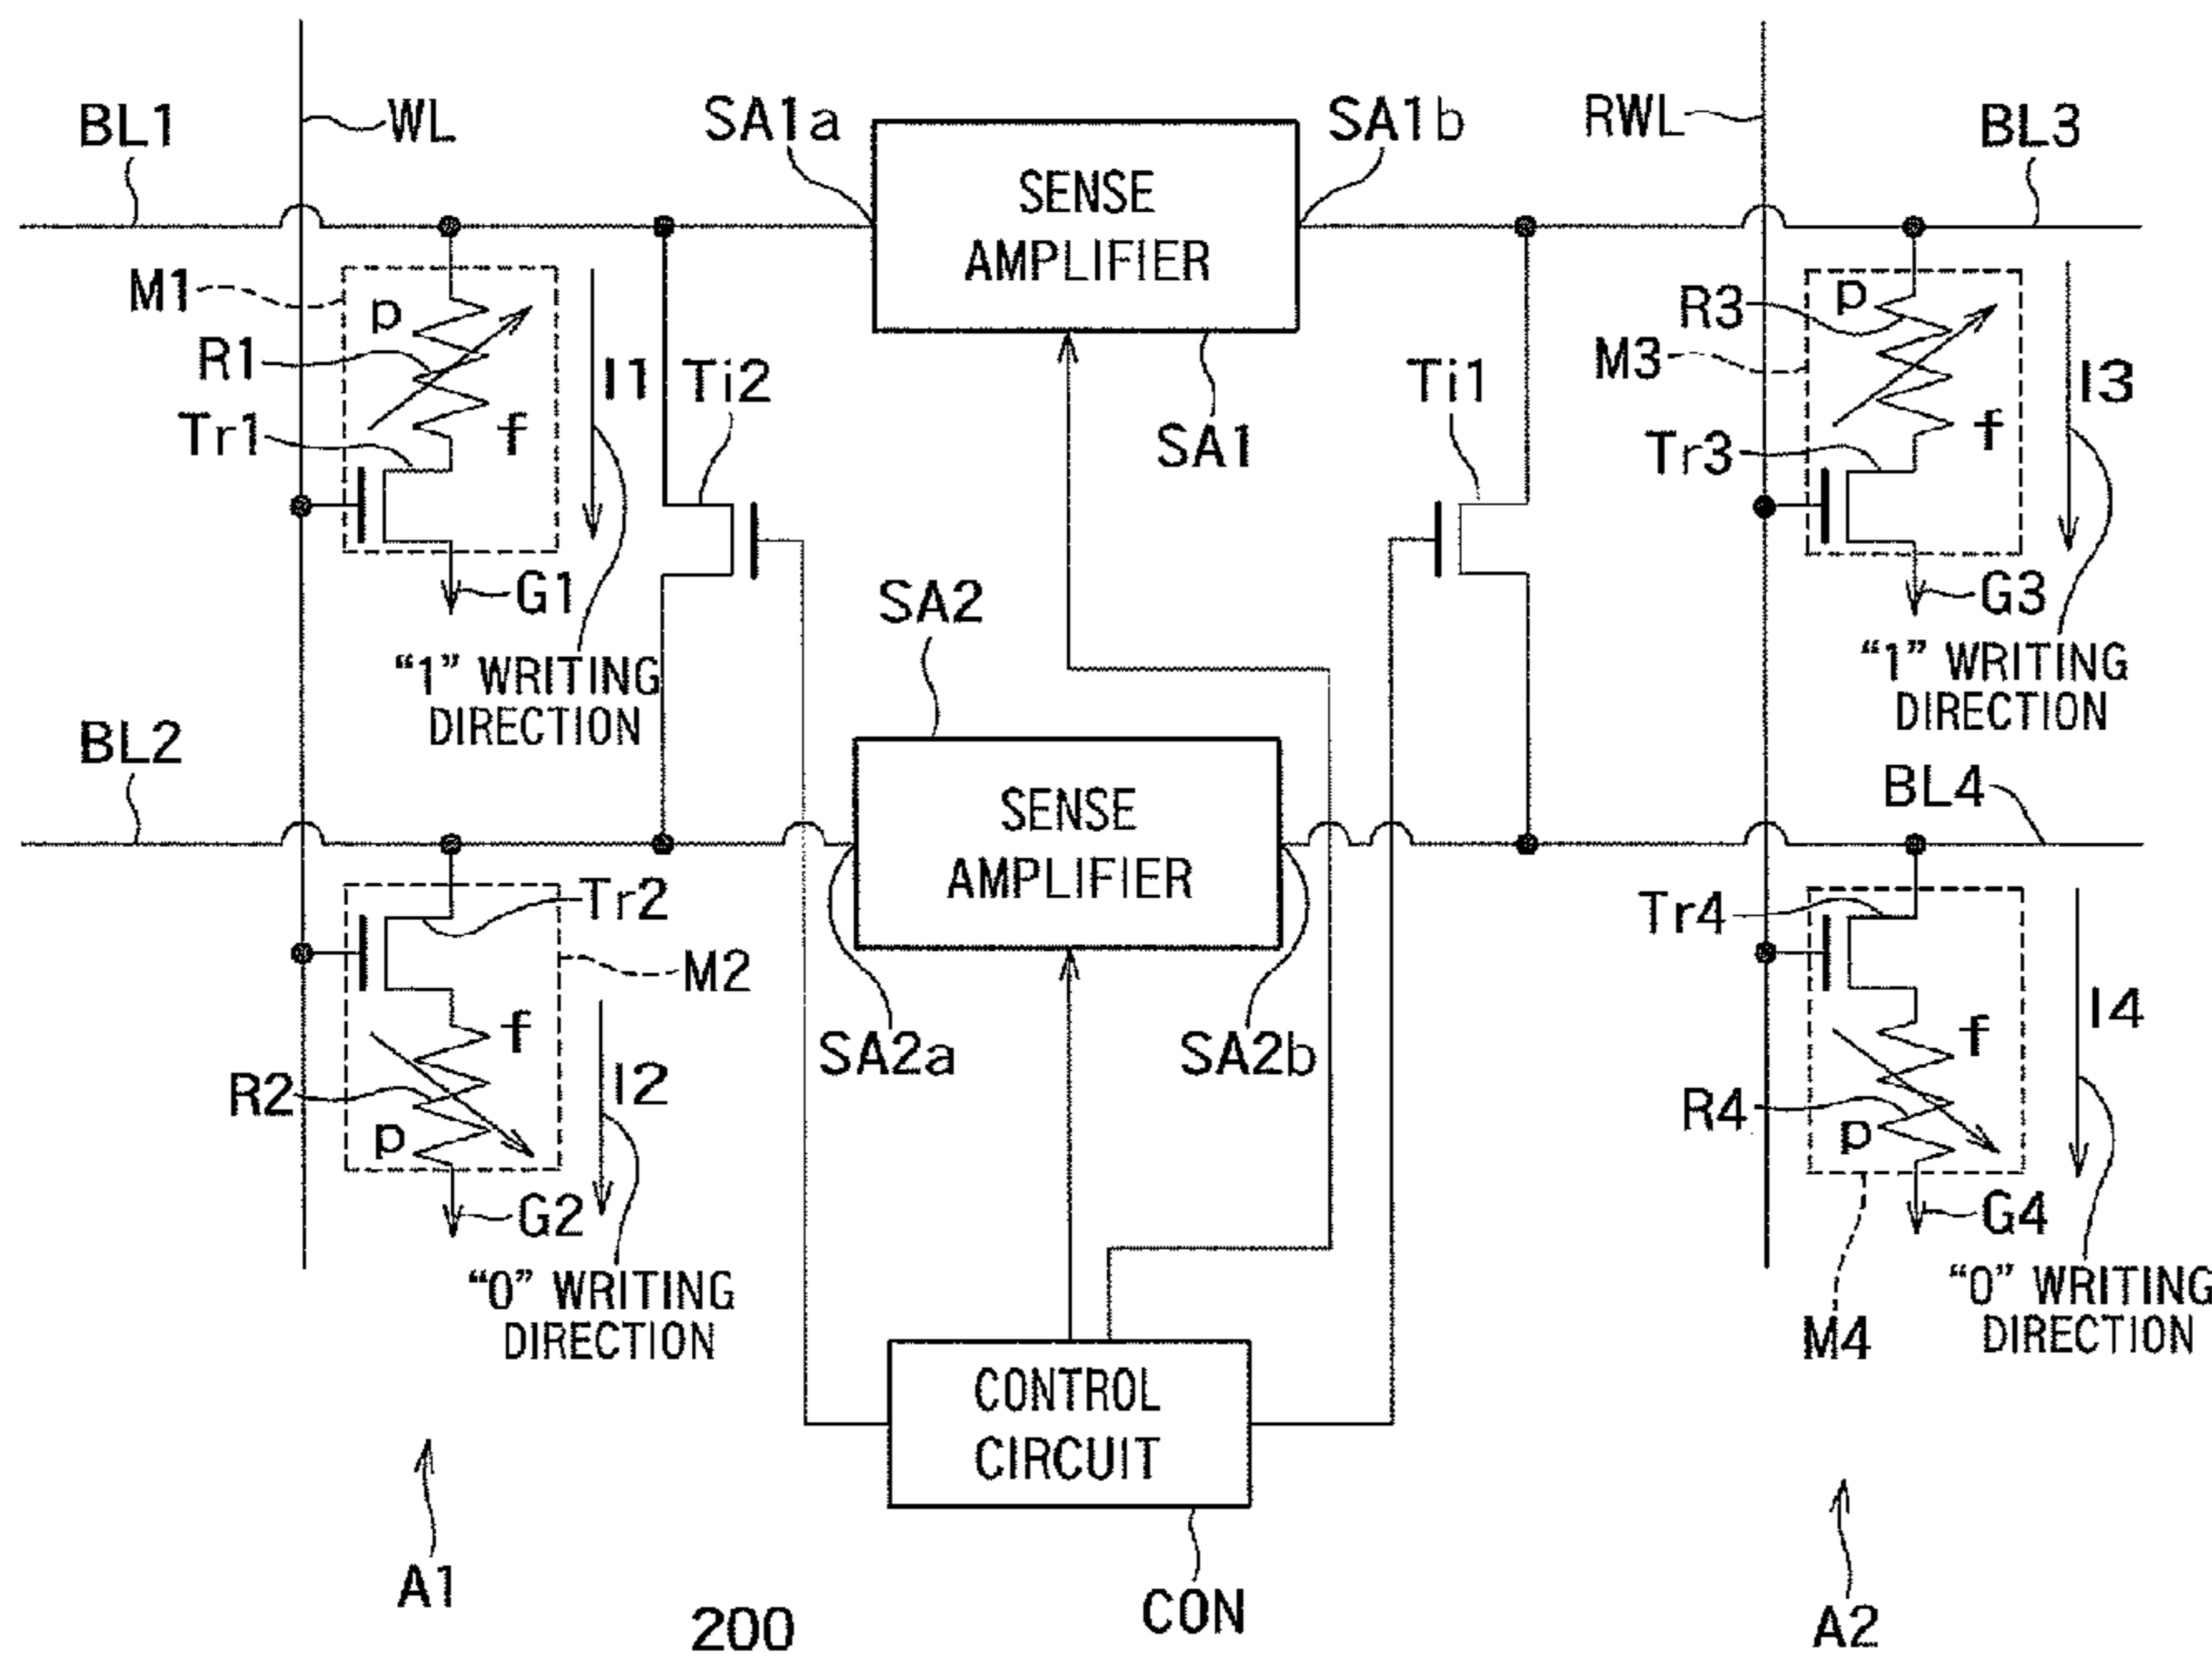 BL1
WL
SA1a
SENSE
AMPLIFIER
SA1b
RWL
BL3
M1
p
R1
Tr1
f
I1
Ti2
SA1
Ti1
R3
p
M3
Tr3
f
I3
G1
"1" WRITING
DIRECTION
SA2
G3
"1" WRITING
DIRECTION
BL2
SENSE
AMPLIFIER
BL4
Tr2
M2
f
R2
p
I2
SA2a
SA2b
Tr4
f
I4
R4
p
G2
"0" WRITING
DIRECTION
G4
"0" WRITING
DIRECTION
M4
CONTROL
CIRCUIT
A1
200
CON
A2